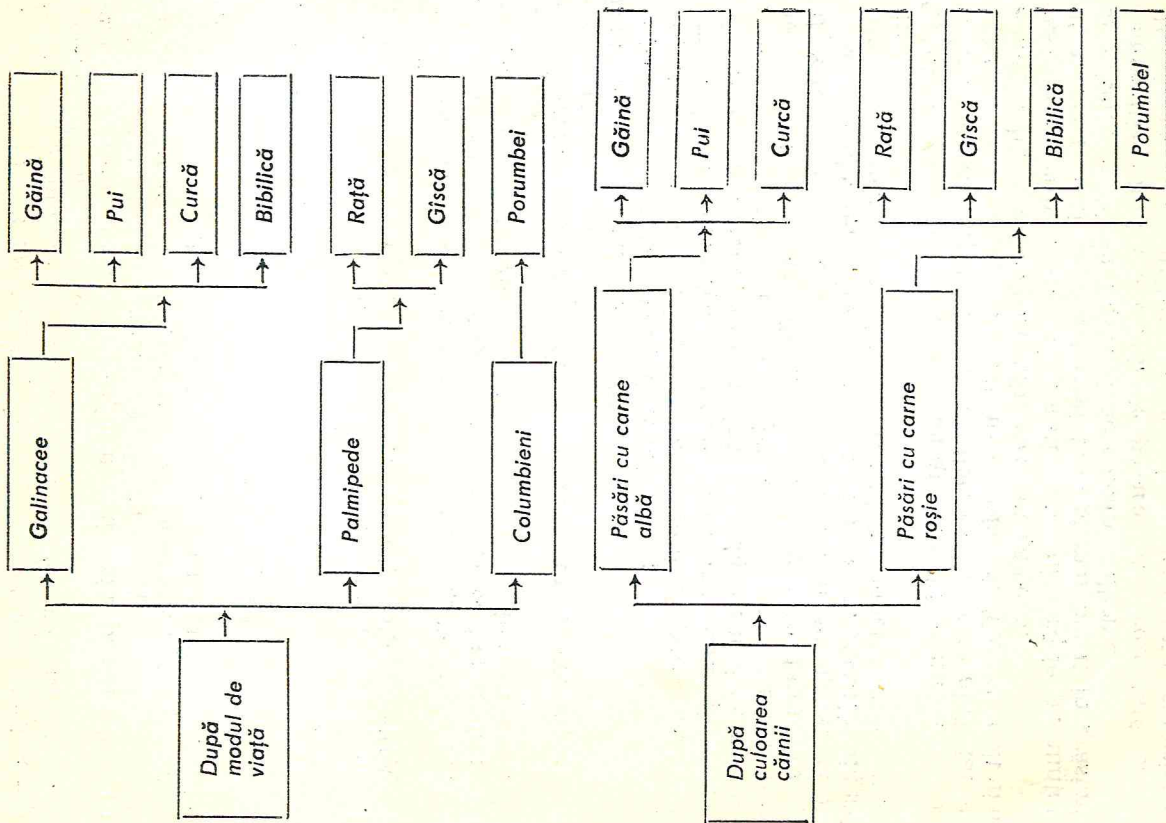 După
modul de
viață
Galinacee
Găină
Pui
Curcă
Bibilică
Palmipede
Rață
Gîscă
Columbieni
Porumbei
După
culoarea
cărnii
Păsări cu carne
albă
Găină
Pui
Curcă
Păsări cu carne
roșie
Rață
Gîscă
Bibilică
Porumbel